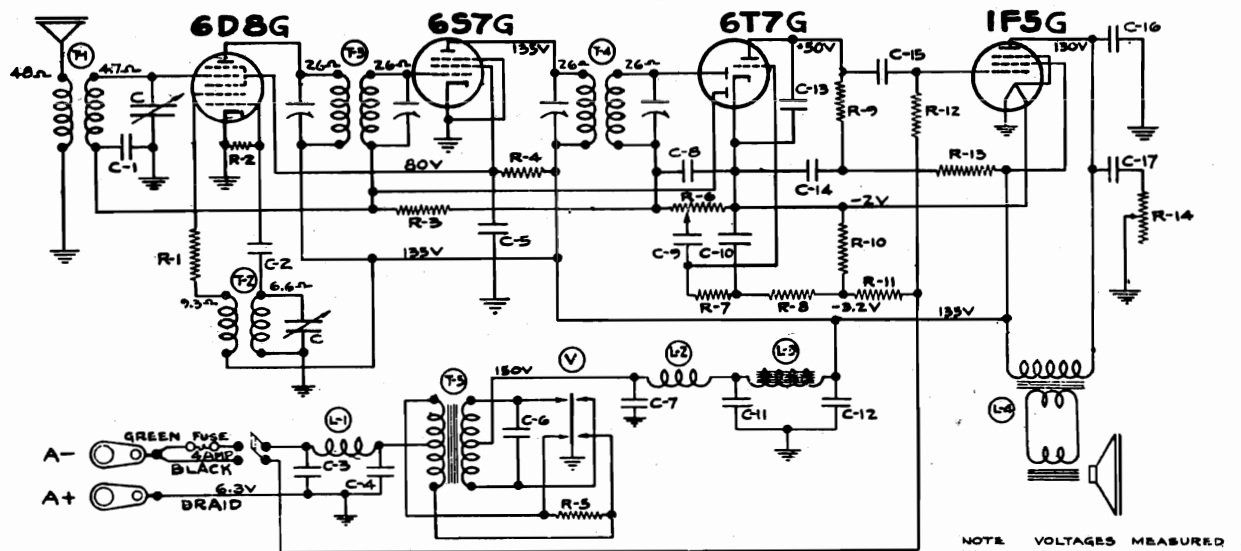 6D8G
6S7G
6T7G
1F5G
T-1
48Ω
4.7Ω
C
C-1
R-2
26Ω
T-3
26Ω
135V
26Ω
T-4
26Ω
+50V
C-13
R-9
C-15
R-12
130V
C-16
80V
R-4
C-8
C-14
R-13
C-17
R-14
R-3
C-5
R-6
-2V
C-9
C-10
R-10
R-1
C-2
135V
T-2
9.3Ω
6.6Ω
C
R-7
R-8
-3.2V
R-11
135V
T-5
150V
V
L-2
L-3
C-6
C-7
C-11
C-12
L-4
L-1
A-
GREEN
FUSE
4AMP
BLACK
C-3
C-4
R-5
A+
6.3V
BRAID
NOTE VOLTAGES MEASURED